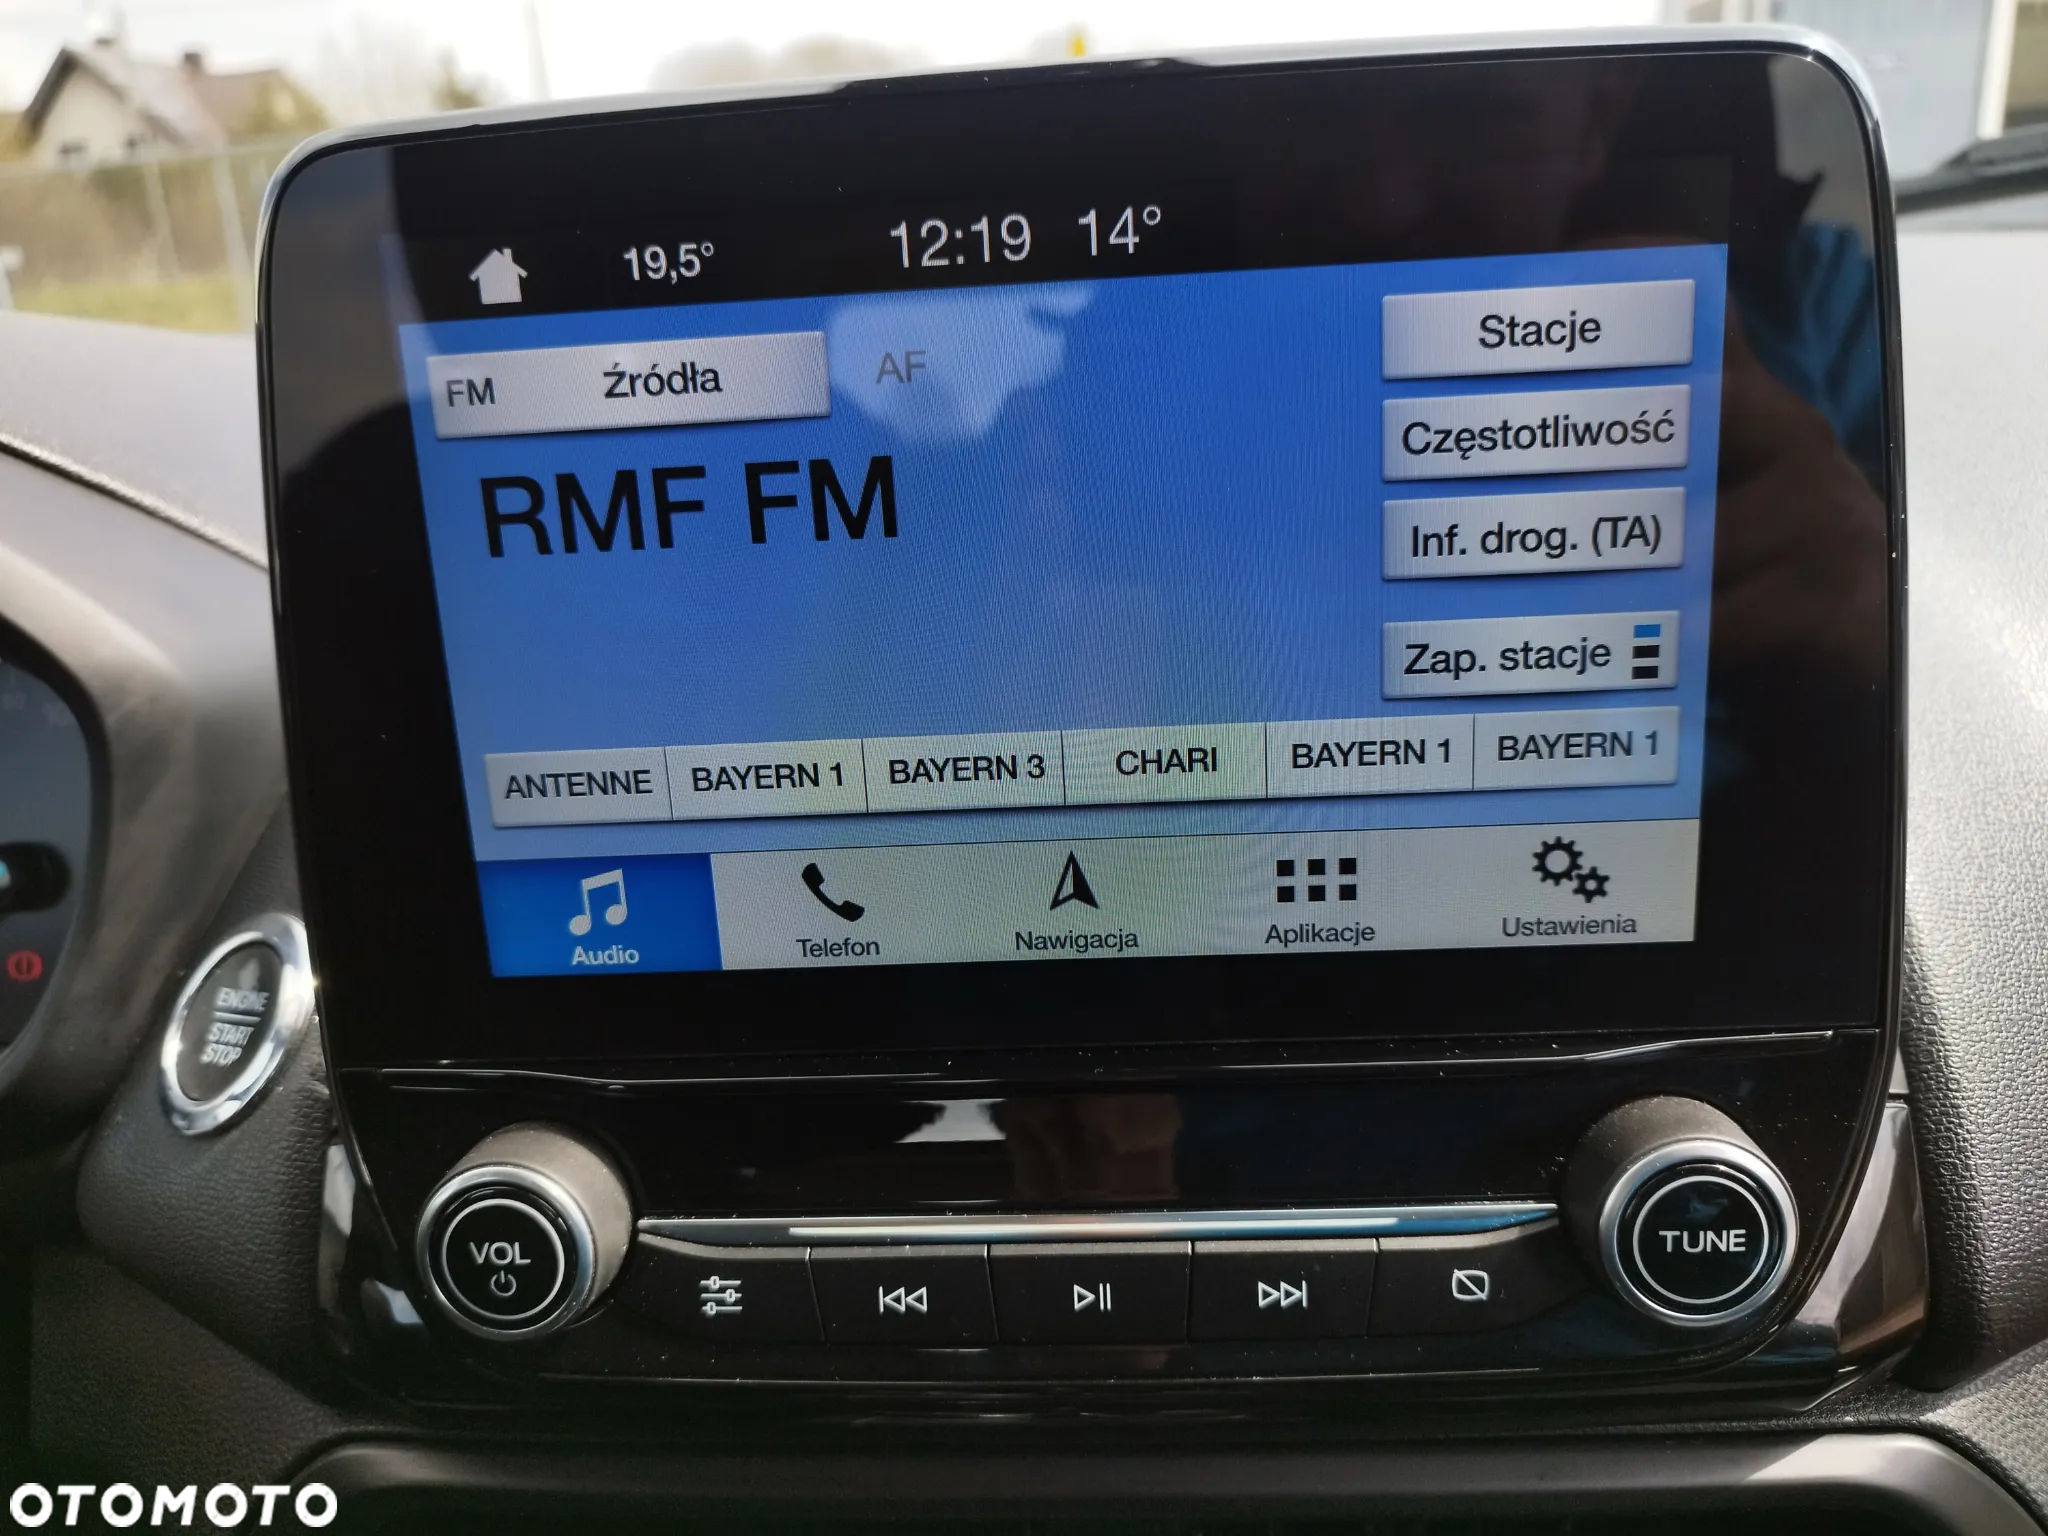 19,5°
12:19 14°
FM Źródła
AF
Stacje
RMF FM
Częstotliwość
Inf. drog. (TA)
Zap. stacje
ANTENNE
BAYERN 1
BAYERN 3
CHARI
BAYERN 1
BAYERN 1
Audio
Telefon
Nawigacja
Aplikacje
Ustawienia
ENGINE
START
STOP
VOL
TUNE
OTOMOTO